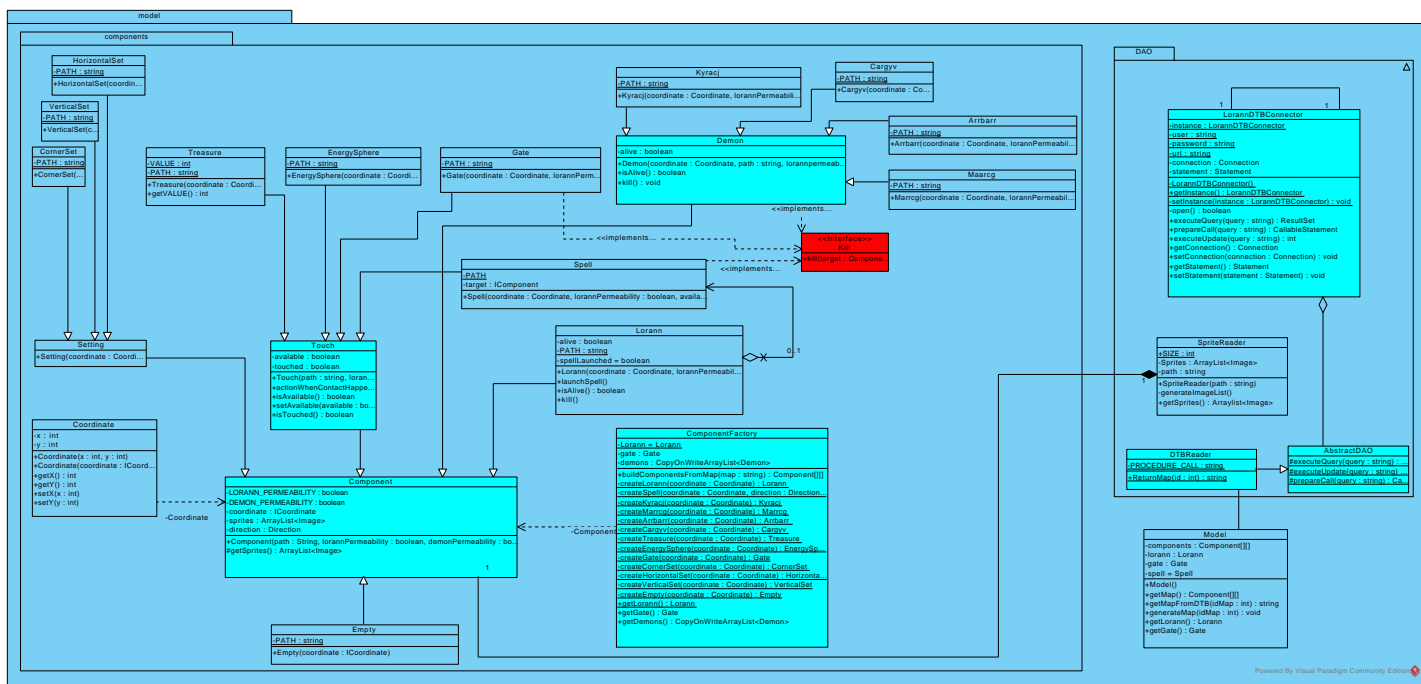 model
components
HorizontalSet
-PATH : string
+HorizontalSet(coordin...
VerticalSet
-PATH : string
+VerticalSet(c...
CornerSet
-PATH : string
+CornerSet(...
Treasure
-VALUE : int
-PATH : string
+Treasure(coordinate : Coordi...
+getVALUE() : int
EnergySphere
-PATH : string
+EnergySphere(coordinate : Coordi...
Gate
-PATH : string
+Gate(coordinate : Coordinate, lorannPerm...
Kyracj
-PATH : string
+Kyracj(coordinate : Coordinate, lorannPermeabili...
Cargyv
-PATH : string
+Cargyv(coordinate : Co...
Demon
-alive : boolean
+Demon(coordinate : Coordinate, path : string, lorannpermeab...
+isAlive() : boolean
+kill() : void
Arrbarr
-PATH : string
+Arrbarr(coordinate : Coordinate, lorannPermeabil...
Maarcg
-PATH : string
+Marrcg(coordinate : Coordinate, lorannPermeabil...
<<implements...
<<implements...
<<implements...
<<Interface>>
Kill
+kill(target : Compone...
Spell
-PATH
-target : IComponent
+Spell(coordinate : Coordinate, lorannPermeability : boolean, availa...
Lorann
-alive : boolean
-PATH : string
-spellLaunched = boolean
+Lorann(coordinate : Coordinate, lorannPermeabil...
+launchSpell()
+isAlive() : boolean
+kill()
0..1
Setting
+Setting(coordinate : Coordi...
Touch
-avalable : boolean
-touched : boolean
+Touch(path : string, loran...
+actionWhenContactHappe...
+isAvailable() : boolean
+setAvailable(available : bo...
+isTouched() : boolean
Coordinate
-x : int
-y : int
+Coordinate(x : int, y : int)
+Coordinate(coordinate : ICoord...
+getX() : int
+getY() : int
+setX(x : int)
+setY(y : int)
-Coordinate
Component
-LORANN_PERMEABILITY : boolean
-DEMON_PERMEABILITY : boolean
-coordinate : ICoordinate
-sprites : ArrayList<Image>
-direction : Direction
+Component(path : String, lorannPermeability : boolean, demonPermeability : bo...
#getSprites() : ArrayList<Image>
1
-Component
Empty
-PATH : string
+Empty(coordinate : ICoordinate)
ComponentFactory
-Lorann = Lorann
-gate : Gate
-demons : CopyOnWriteArrayList<Demon>
+buildComponentsFromMap(map : string) : Component[][]
-createLorann(coordinate : Coordinate) : Lorann
-createSpell(coordinate : Coordinate, direction : Direction...
-createKyracj(coordinate : Coordinate) : Kyracj
-createMarrcg(coordinate : Coordinate) : Marrcg
-createArrbarr(coordinate : Coordinate) : Arrbarr
-createCargyv(coordinate : Coordinate) : Cargyv
-createTreasure(coordinate : Coordinate) : Treasure
-createEnergySphere(coordinate : Coordinate) : EnergySp...
-createGate(coordinate : Coordinate) : Gate
-createCornerSet(coordinate : Coordinate) : CornerSet
-createHorizontalSet(coordinate : Coordinate) : Horizonta...
-createVerticalSet(coordinate : Coordinate) : VerticalSet
-createEmpty(coordinate : Coordinate) : Empty
+getLorann() : Lorann
+getGate() : Gate
+getDemons() : CopyOnWriteArrayList<Demon>
DAO
1
1
LorannDTBConnector
-instance : LorannDTBConnector
-user : string
-password : string
-url : string
-connection : Connection
-statement : Statement
-LorannDTBConnector()
+getInstance() : LorannDTBConnector
-setInstance(instance : LorannDTBConnector) : void
-open() : boolean
+executeQuery(query : string) : ResultSet
+prepareCall(query : string) : CallableStatement
+executeUpdate(query : string) : int
+getConnection() : Connection
+setConnection(connection : Connection) : void
+getStatement() : Statement
+setStatement(statement : Statement) : void
SpriteReader
+SIZE : int
-Sprites : ArrayList<Image>
-path : string
+SpriteReader(path : string)
-generateImageList()
+getSprites() : Arraylist<Image>
1
DTBReader
-PROCEDURE_CALL : string
+ReturnMap(id : int) : string
AbstractDAO
#executeQuery(query : string) : ...
#executeUpdate(query : string) : ...
#prepareCall(query : string) : Ca...
Model
-components : Component[][]
-lorann : Lorann
-gate : Gate
-spell = Spell
+Model()
+getMap() : Component[][]
+getMapFromDTB(idMap : int) : string
+generateMap(idMap : int) : void
+getLorann() : Lorann
+getGate() : Gate
Powered By Visual Paradigm Community Edition